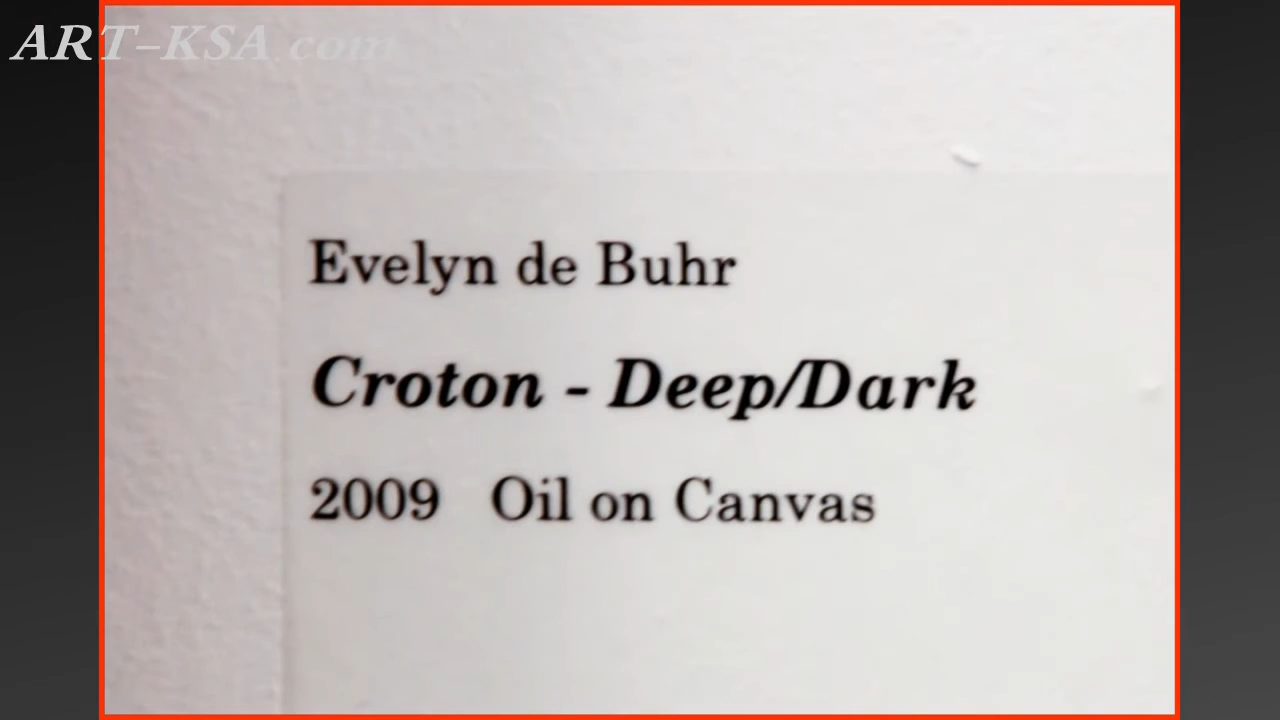 ART-KSA.com
Evelyn de Buhr
Croton - Deep/Dark
2009 Oil on Canvas